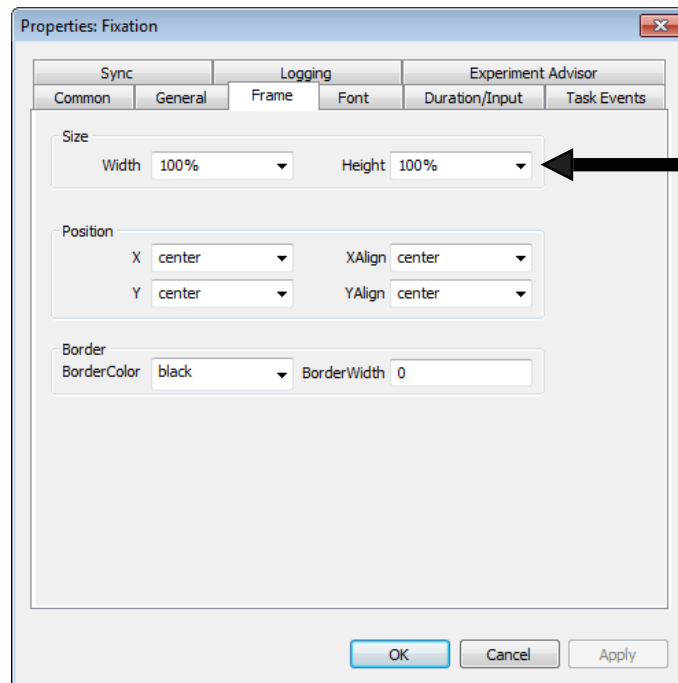 Properties: Fixation
Sync Logging Experiment Advisor
Common General Frame Font Duration/Input Task Events
Size
Width 100% Height 100%
Position
X center XAlign center
Y center YAlign center
Border
BorderColor black BorderWidth 0
OK Cancel Apply